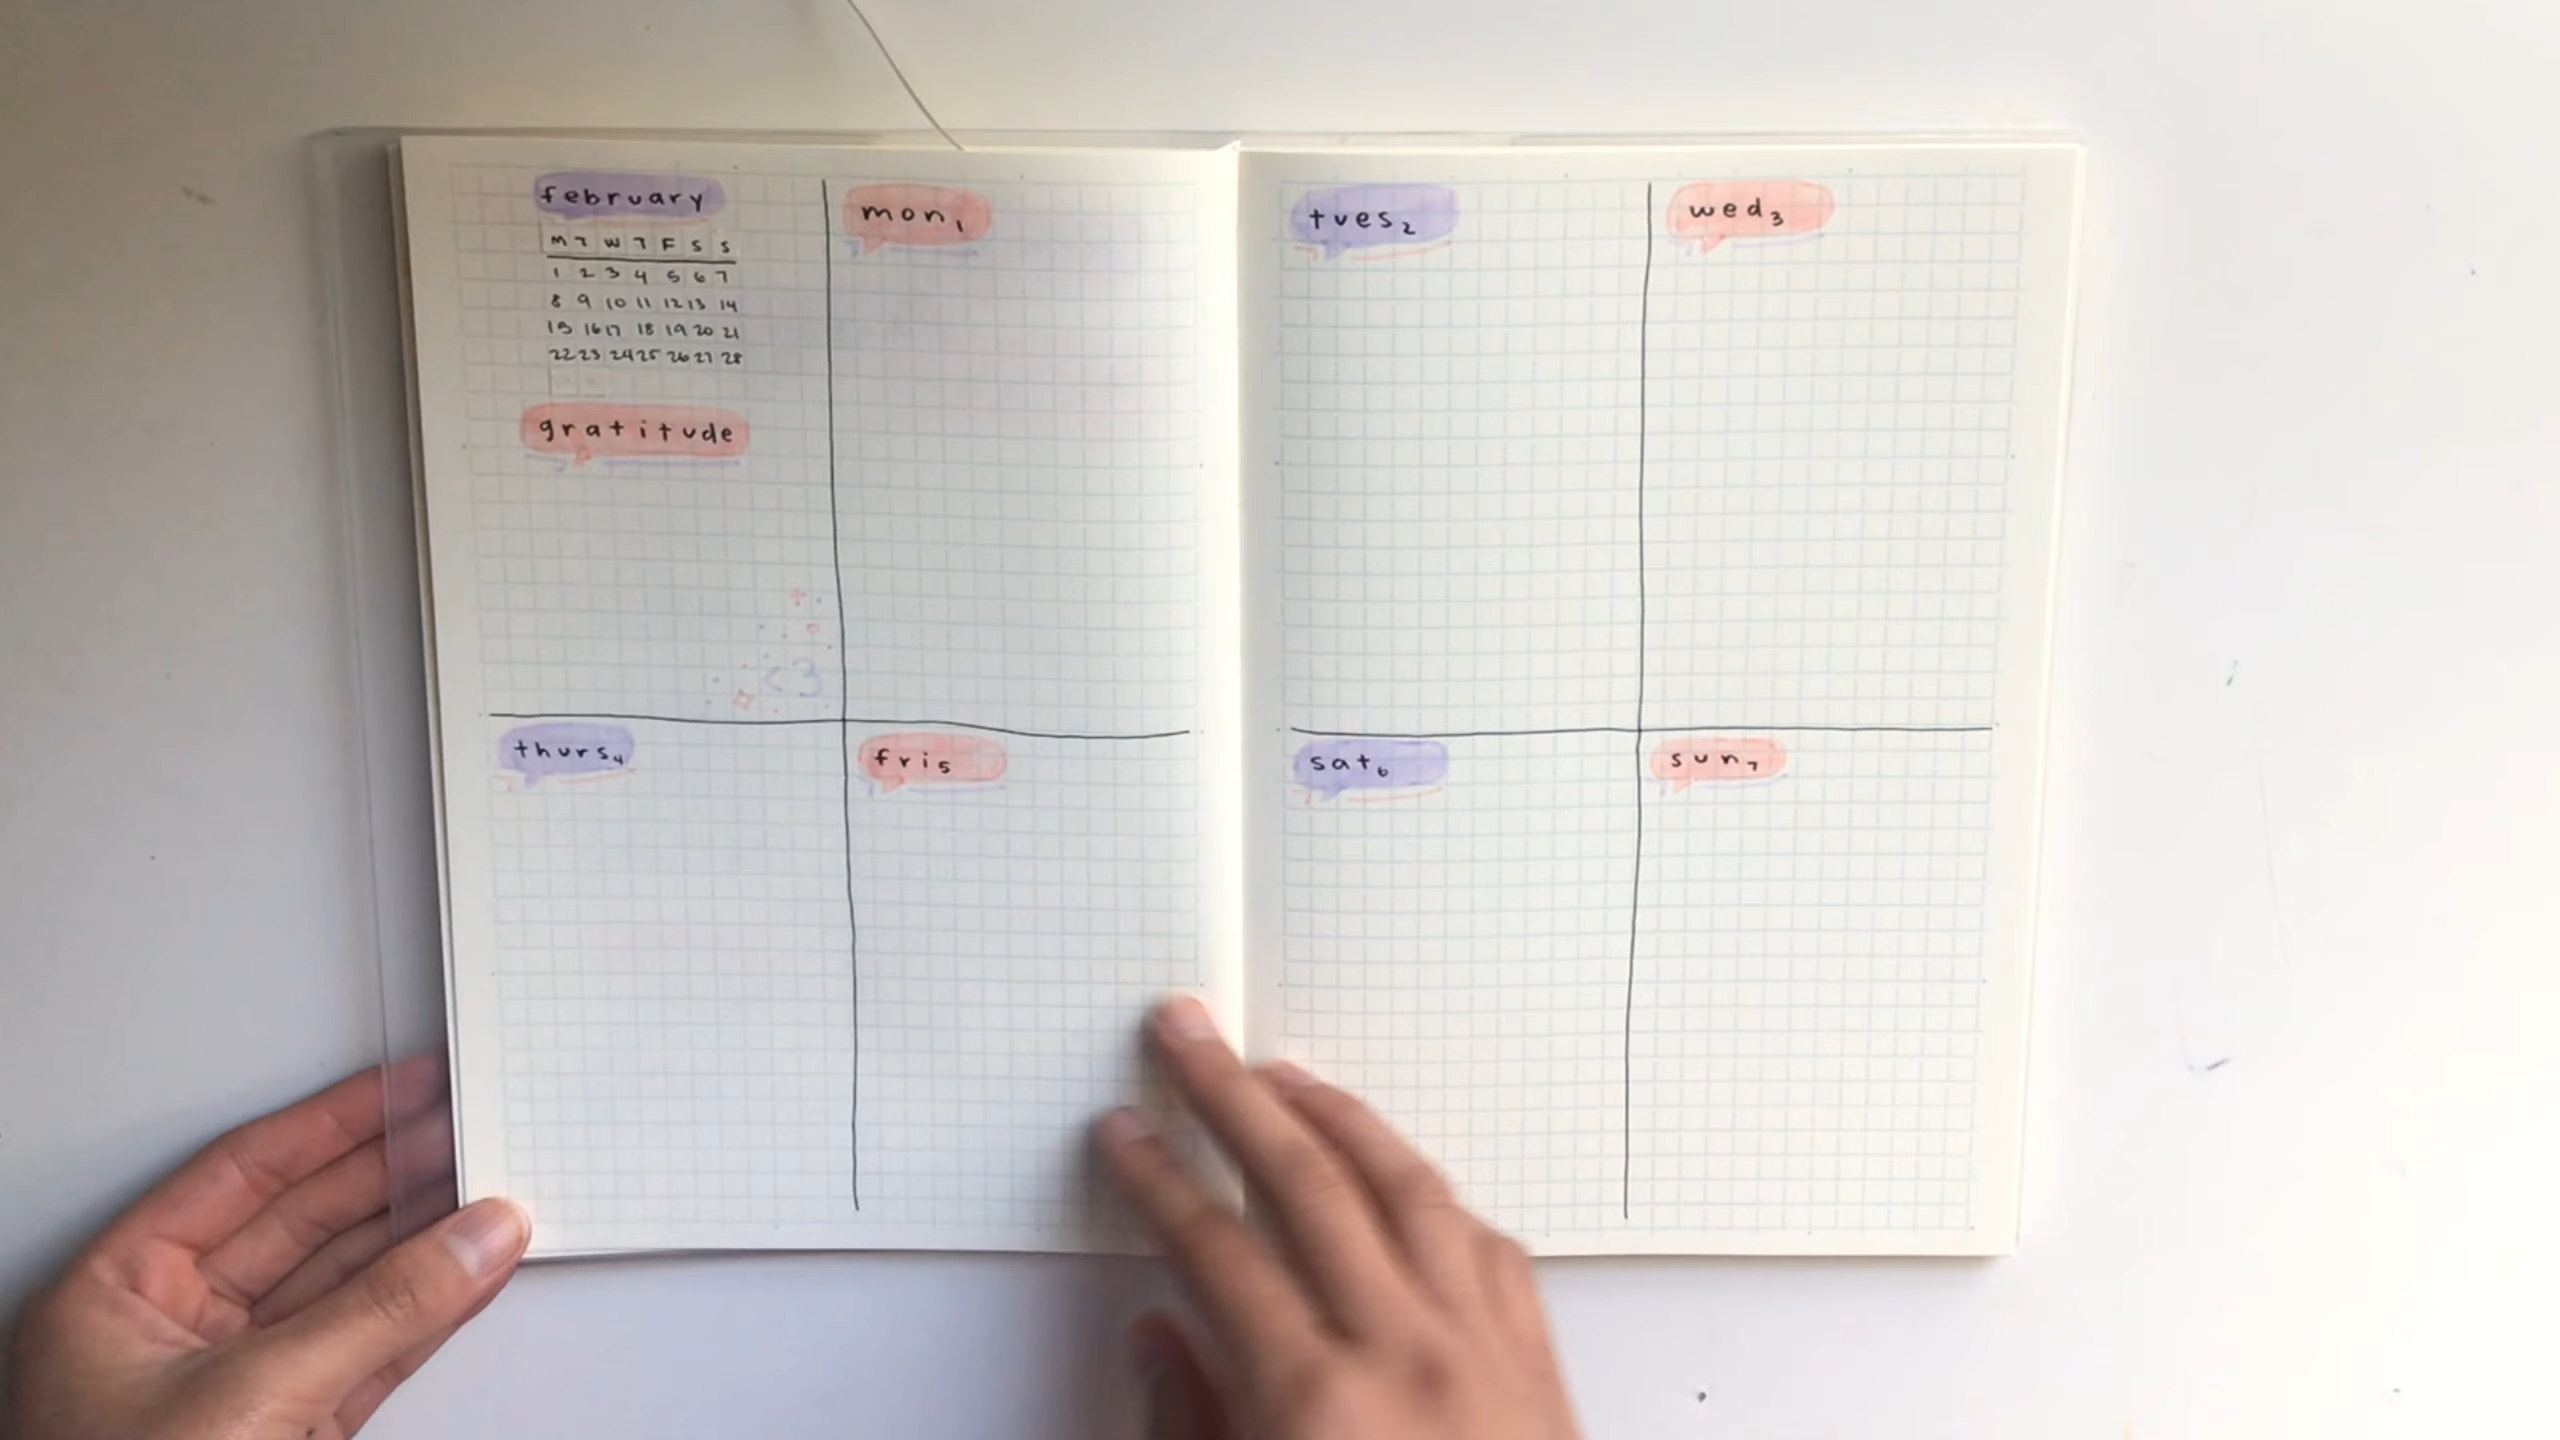 february
M T W T F S S
1 2 3 4 5 6 7
8 9 10 11 12 13 14
15 16 17 18 19 20 21
22 23 24 25 26 27 28
gratitude
<3
mon 1
tues 2
wed 3
thurs 4
fri 5
sat 6
sun 7